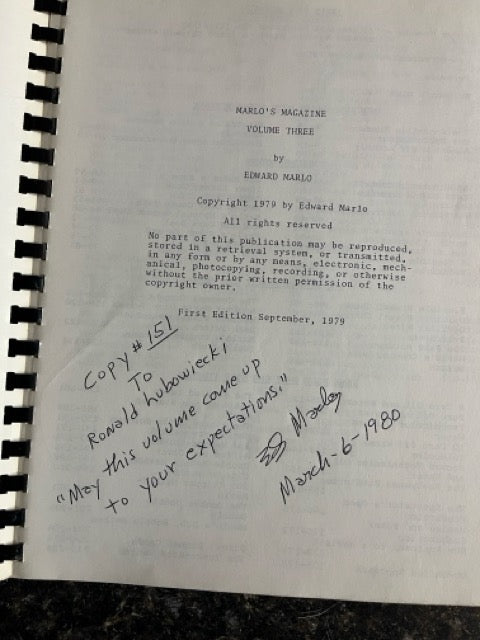 MARLO'S MAGAZINE
VOLUME THREE
by
EDWARD MARLO
Copyright 1979 by Edward Marlo
All rights reserved
No part of this publication may be reproduced,
stored in a retrieval system, or transmitted,
in any form or by any means, electronic, mech-
anical, photocopying, recording, or otherwise
without the prior written permission of the
copyright owner.
First Edition September, 1979
Copy # 151
To
Ronald Lubowiecki
"May this volume come up
to your expectations."
Ed Marlo
March-6-1980